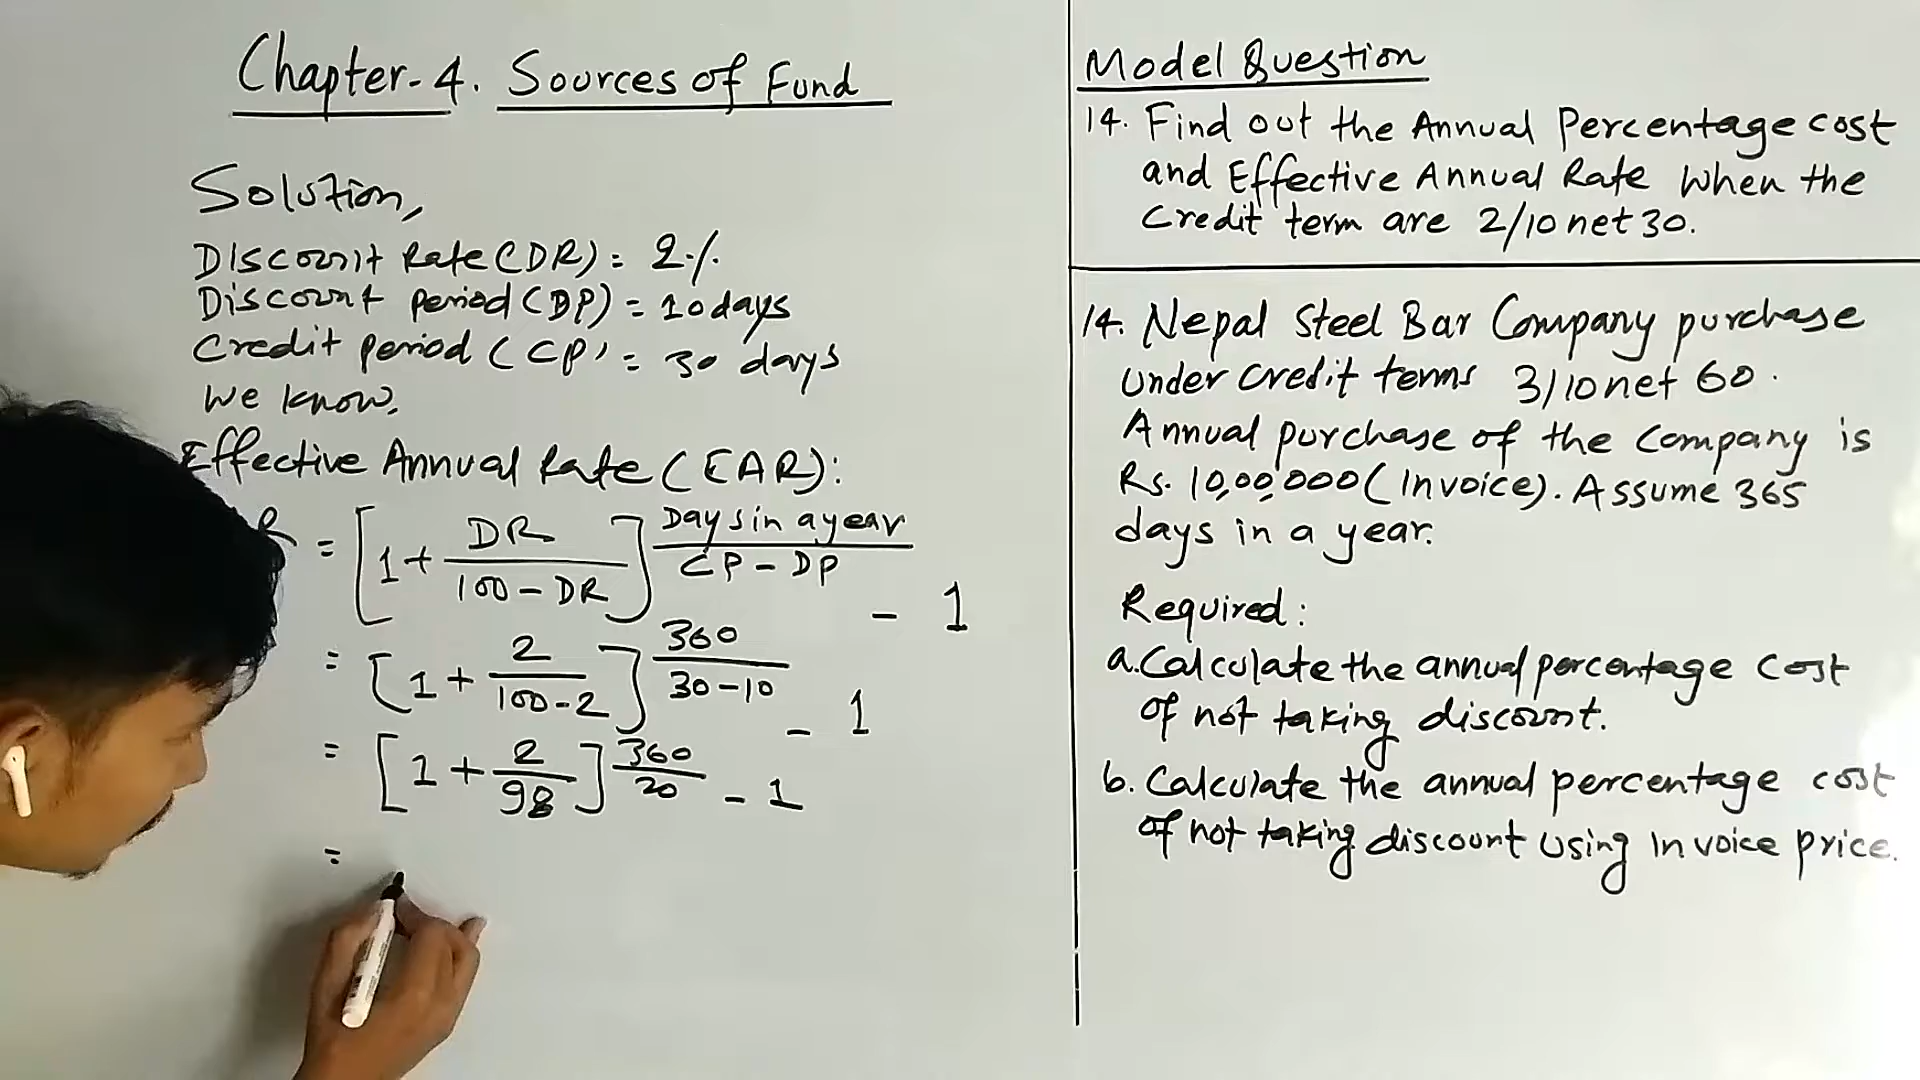 Chapter-4. Sources of Fund
Solution,
Discount Rate (DR) = 2%
Discount period (DP) = 10 days
Credit period (CP) = 30 days
We know,
Effective Annual Rate (EAR):
= [1 + DR / 100 - DR] Days in a year / CP - DP - 1
= [1 + 2 / 100-2] 360 / 30-10 - 1
= [1 + 2 / 98] 360 / 20 - 1
=
Model Question
14. Find out the Annual Percentage cost
and Effective Annual Rate When the
Credit term are 2/10 net 30.
14. Nepal Steel Bar Company purchase
under credit terms 3/10 net 60.
Annual purchase of the company is
Rs. 10,00,000 (Invoice). Assume 365
days in a year.
Required:
a. Calculate the annual percentage cost
of not taking discount.
b. Calculate the annual percentage cost
of not taking discount using Invoice price.